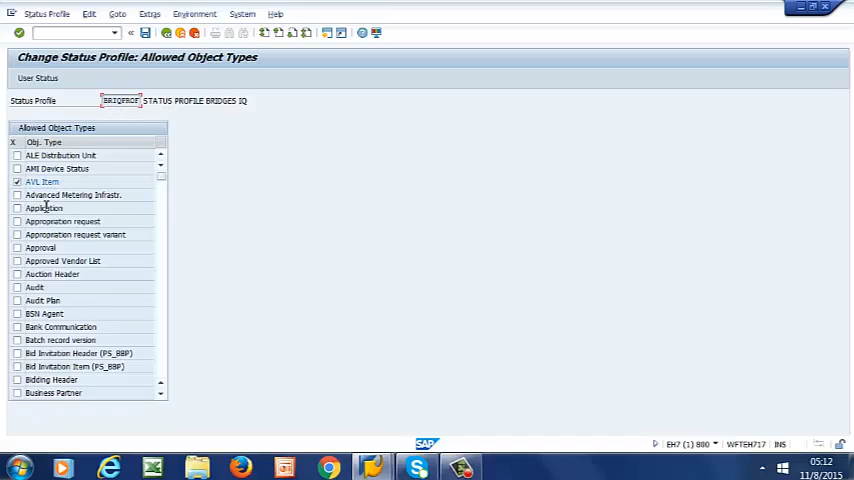 Status Profile Edit Goto Extras Environment System Help
Change Status Profile: Allowed Object Types
User Status
Status Profile BRIQPROF STATUS PROFILE BRIDGES IQ
Allowed Object Types
X Obj. Type
ALE Distribution Unit
AMI Device Status
AVL Item
Advanced Metering Infrastr.
Application
Appropriation request
Appropriation request variant
Approval
Approved Vendor List
Auction Header
Audit
Audit Plan
BSN Agent
Bank Communication
Batch record version
Bid Invitation Header (PS_BBP)
Bid Invitation Item (PS_BBP)
Bidding Header
Business Partner
SAP
EH7 (1) 800 WFTEH717 INS
05:12
11/8/2015